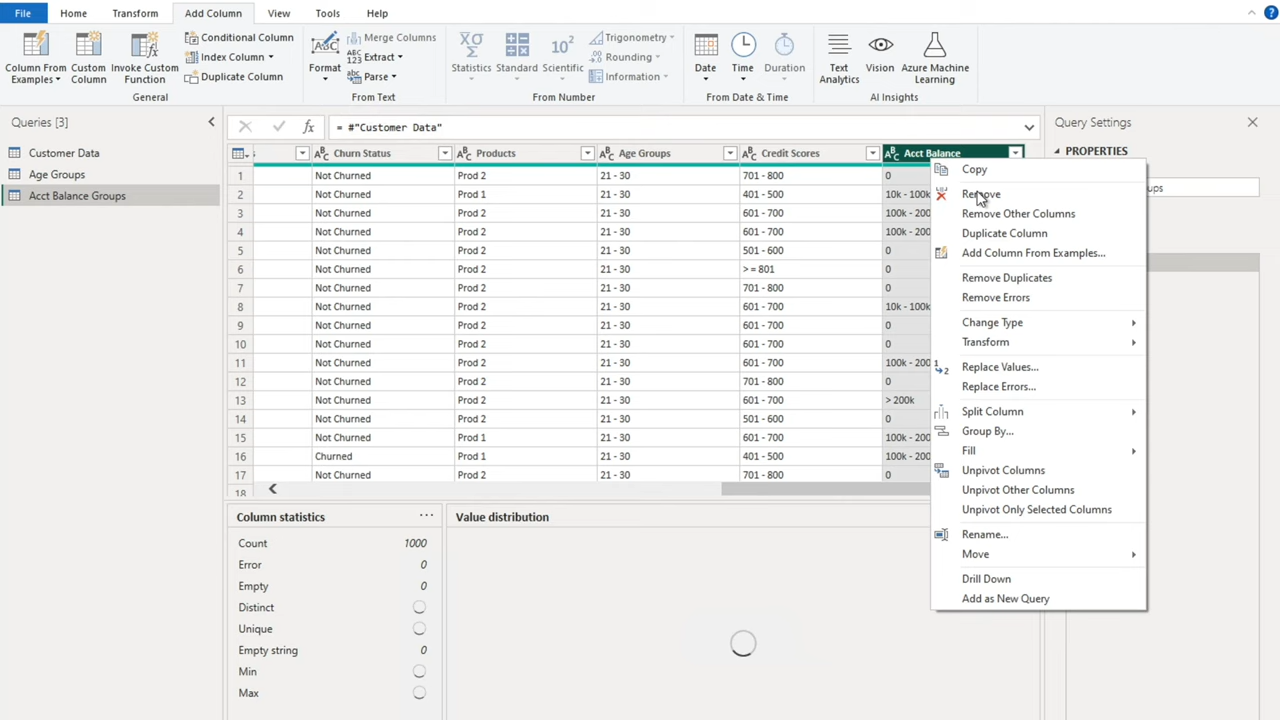 File Home Transform Add Column View Tools Help
Column From Examples
Custom Column
Invoke Custom Function
Conditional Column
Index Column
Duplicate Column
General
Format
Merge Columns
Extract
Parse
From Text
Statistics
Standard
Scientific
Trigonometry
Rounding
Information
From Number
Date
Time
Duration
From Date & Time
Text Analytics
Vision
Azure Machine Learning
AI Insights
Queries [3]
Customer Data
Age Groups
Acct Balance Groups
fx = #"Customer Data"
s Churn Status Products Age Groups Credit Scores Acct Balance
1 Not Churned Prod 2 21 - 30 701 - 800 0
2 Not Churned Prod 1 21 - 30 401 - 500 10k - 100k
3 Not Churned Prod 2 21 - 30 601 - 700 100k - 200
4 Not Churned Prod 2 21 - 30 601 - 700 100k - 200
5 Not Churned Prod 2 21 - 30 501 - 600 0
6 Not Churned Prod 2 21 - 30 > = 801 0
7 Not Churned Prod 2 21 - 30 701 - 800 0
8 Not Churned Prod 2 21 - 30 601 - 700 10k - 100k
9 Not Churned Prod 2 21 - 30 601 - 700 0
10 Not Churned Prod 2 21 - 30 601 - 700 0
11 Not Churned Prod 2 21 - 30 601 - 700 100k - 200
12 Not Churned Prod 2 21 - 30 701 - 800 0
13 Not Churned Prod 2 21 - 30 601 - 700 > 200k
14 Not Churned Prod 2 21 - 30 501 - 600 0
15 Not Churned Prod 1 21 - 30 601 - 700 100k - 200
16 Churned Prod 1 21 - 30 401 - 500 100k - 200
17 Not Churned Prod 2 21 - 30 701 - 800 0
18
Copy
Remove
Remove Other Columns
Duplicate Column
Add Column From Examples...
Remove Duplicates
Remove Errors
Change Type
Transform
Replace Values...
Replace Errors...
Split Column
Group By...
Fill
Unpivot Columns
Unpivot Other Columns
Unpivot Only Selected Columns
Rename...
Move
Drill Down
Add as New Query
Query Settings
PROPERTIES
ups
Column statistics ...
Count 1000
Error 0
Empty 0
Distinct
Unique
Empty string 0
Min
Max
Value distribution